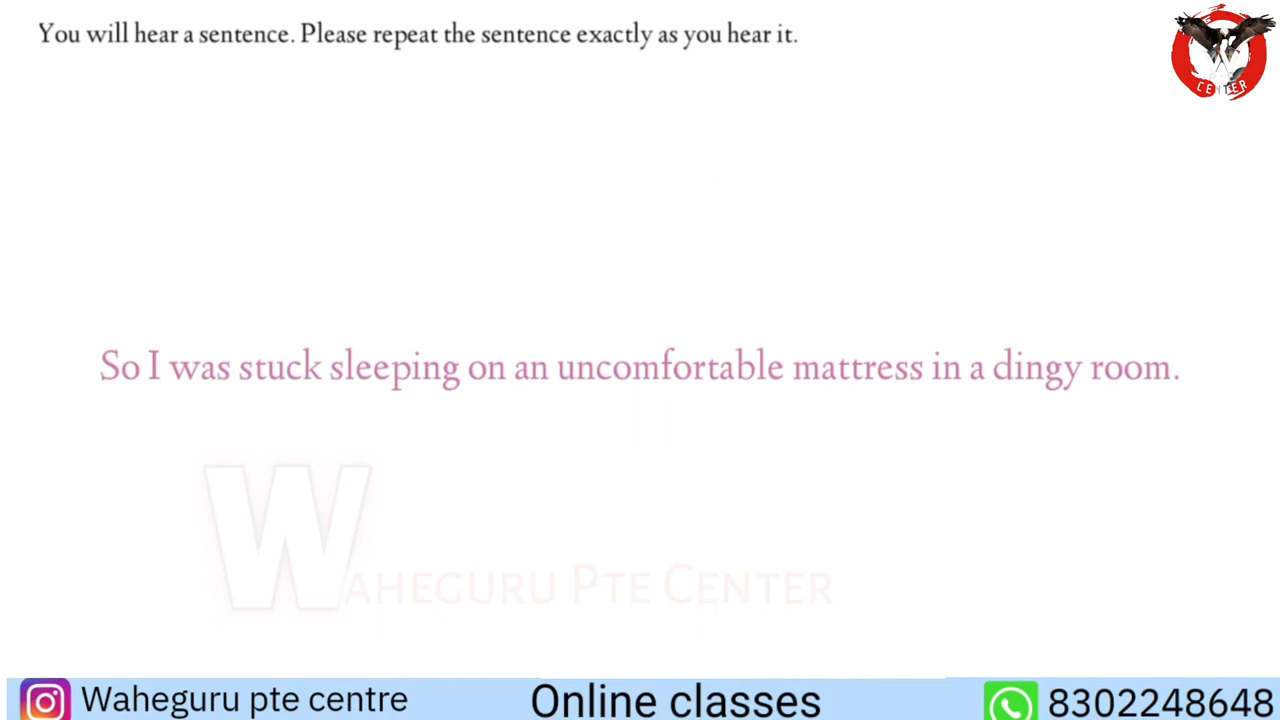 You will hear a sentence. Please repeat the sentence exactly as you hear it.
W
CENTER
So I was stuck sleeping on an uncomfortable mattress in a dingy room.
WAHEGURU PTE CENTER
Waheguru pte centre
Online classes
8302248648